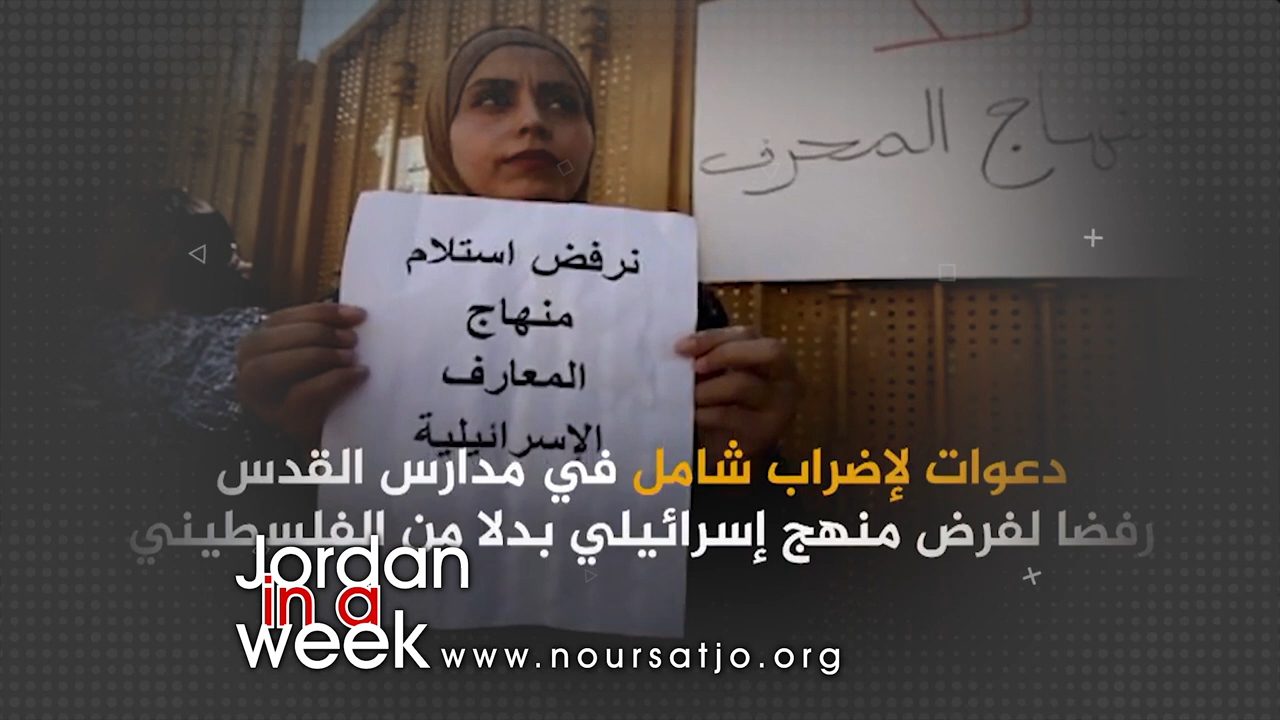 المحرف
نرفض استلام
منهاج
المعارف
الإسرائيلية
دعوات لإضراب شامل في مدارس القدس
رفضا لفرض منهج إسرائيلي بدلا من الفلسطيني
Jordan
in a
week
www.noursatjo.org